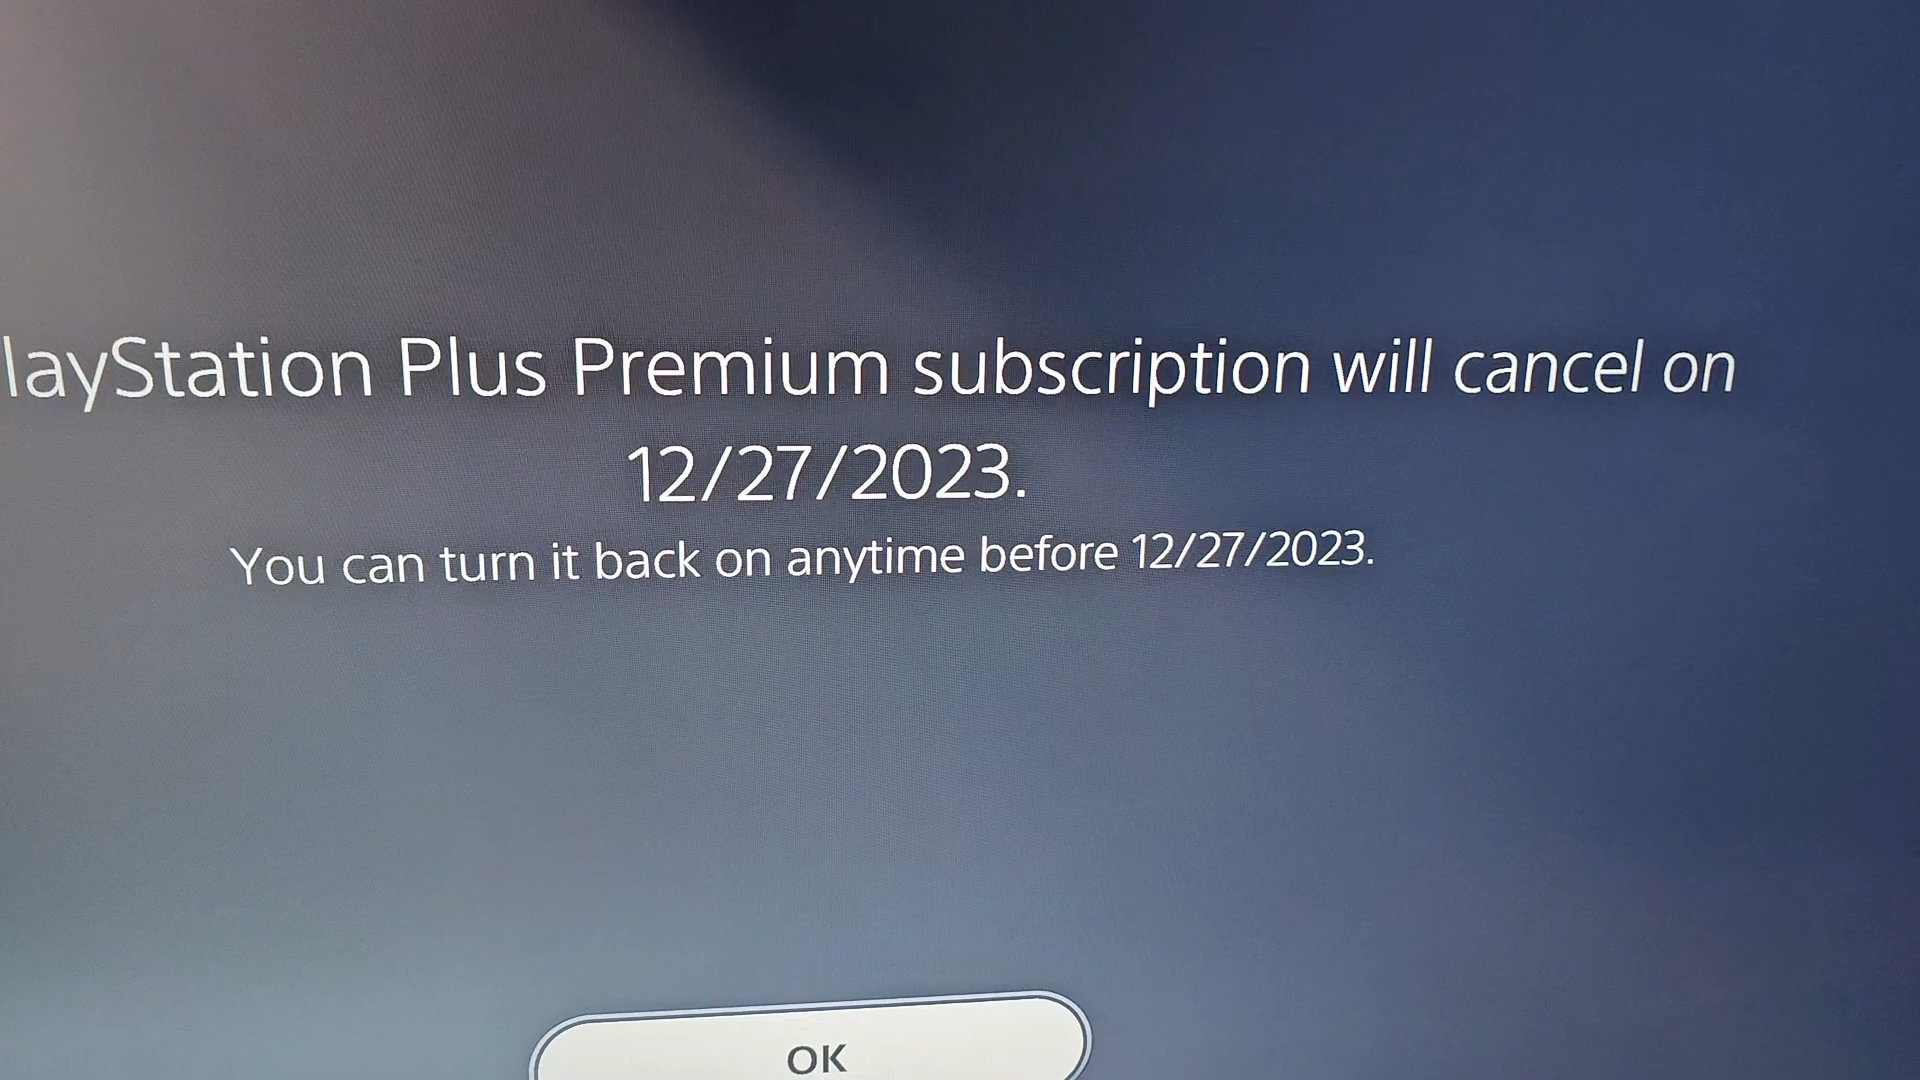 layStation Plus Premium subscription will cancel on
12/27/2023.
You can turn it back on anytime before 12/27/2023.
OK